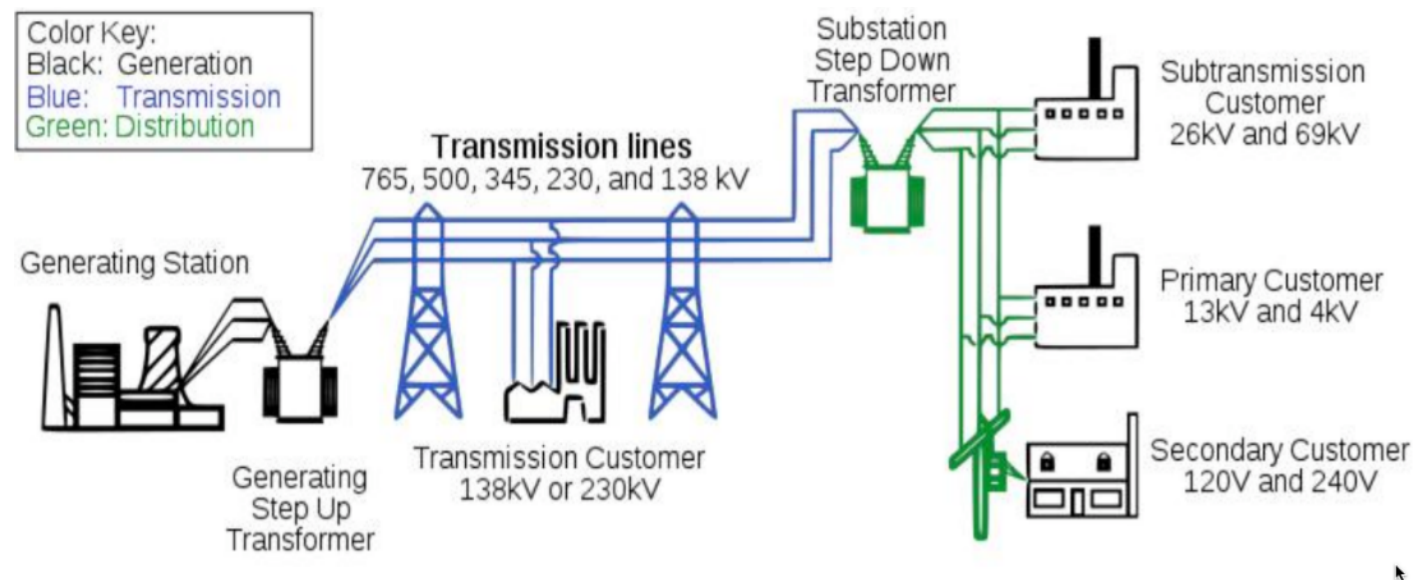 Color Key:
Black: Generation
Blue: Transmission
Green: Distribution
Substation
Step Down
Transformer
Subtransmission
Customer
26kV and 69kV
Transmission lines
765, 500, 345, 230, and 138 kV
Generating Station
Primary Customer
13kV and 4kV
Generating
Step Up
Transformer
Transmission Customer
138kV or 230kV
Secondary Customer
120V and 240V